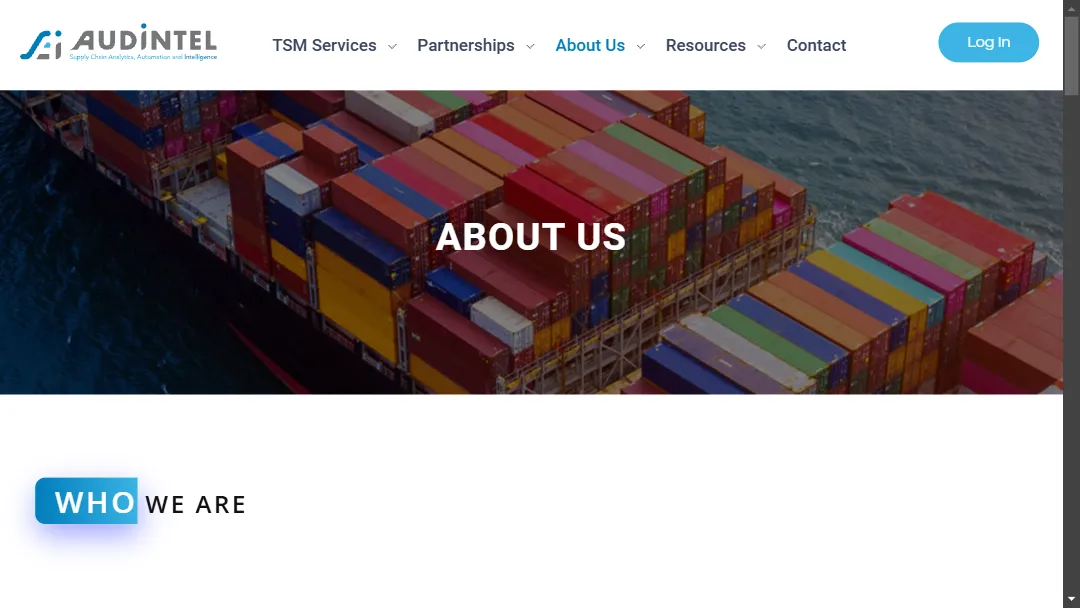 AUDINTEL
Supply Chain Analytics, Automation and Intelligence
TSM Services
Partnerships
About Us
Resources
Contact
Log In
ABOUT US
WHO WE ARE